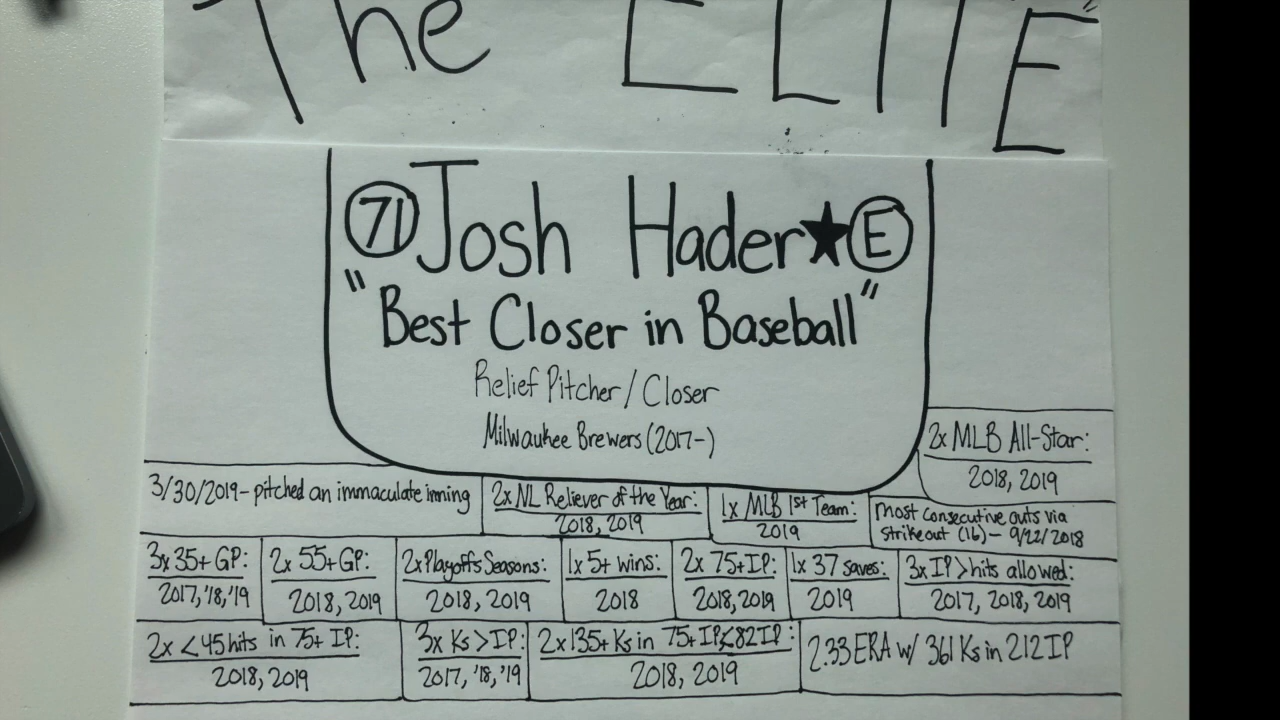 The ELITE
71 Josh Hader★ E
"Best Closer in Baseball"
Relief Pitcher/Closer
Milwaukee Brewers (2017-)
2x MLB All-Star:
2018, 2019
3/30/2019- pitched an immaculate inning
2x NL Reliever of the Year:
2018, 2019
1x MLB 1st Team:
2019
Most consecutive outs via
strikeout (16)- 9/22/2018
3x 35+ GP:
2017, '18, '19
2x 55+ GP:
2018, 2019
2x Playoffs Seasons:
2018, 2019
1x 5+ wins:
2018
2x 75+ IP:
2018, 2019
1x 37 saves:
2019
3x IP>hits allowed:
2017, 2018, 2019
2x <45 hits in 75+ IP:
2018, 2019
3x Ks>IP:
2017, '18, '19
2x 135+ Ks in 75+ IP≤82 IP:
2018, 2019
2.33 ERA w/ 361 Ks in 212 IP